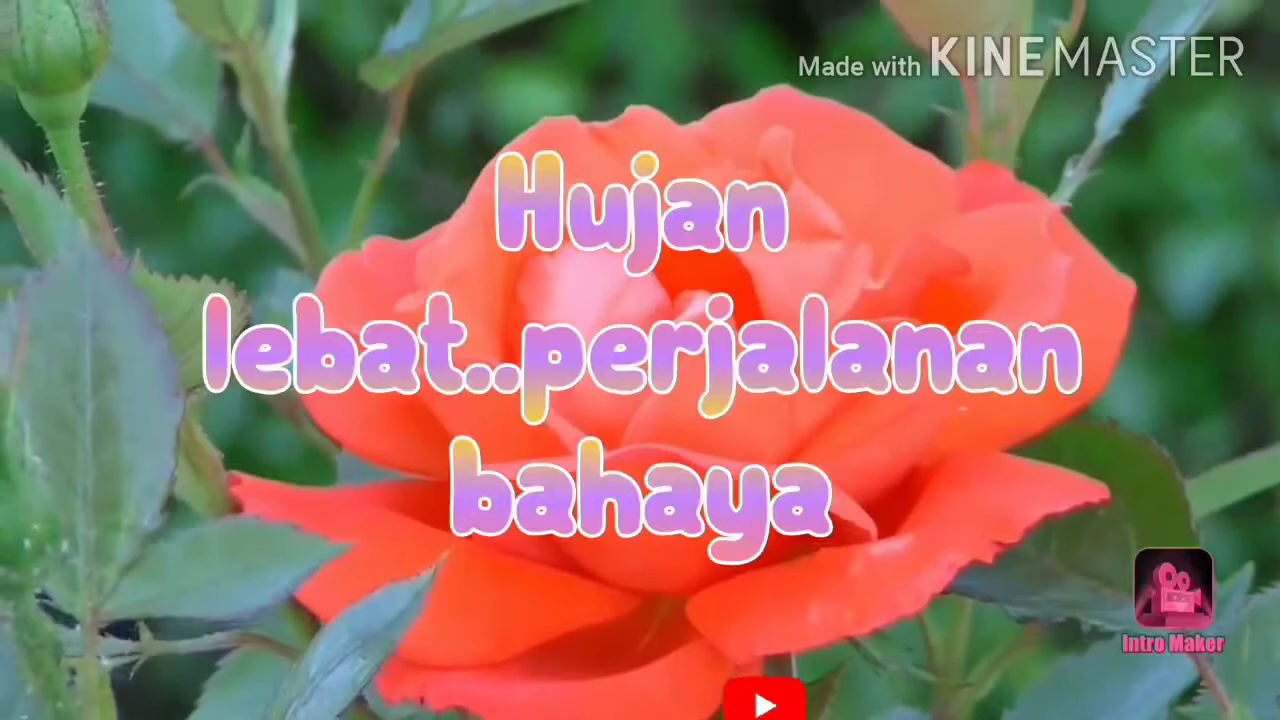 Made with KINEMASTER
Hujan
lebat..perjalanan
bahaya
Intro Maker